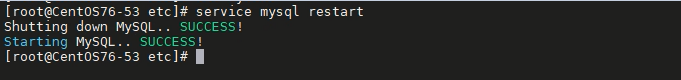 [root@CentOS76-53 etc]# service mysql restart
Shutting down MySQL.. SUCCESS!
Starting MySQL.. SUCCESS!
[root@CentOS76-53 etc]#